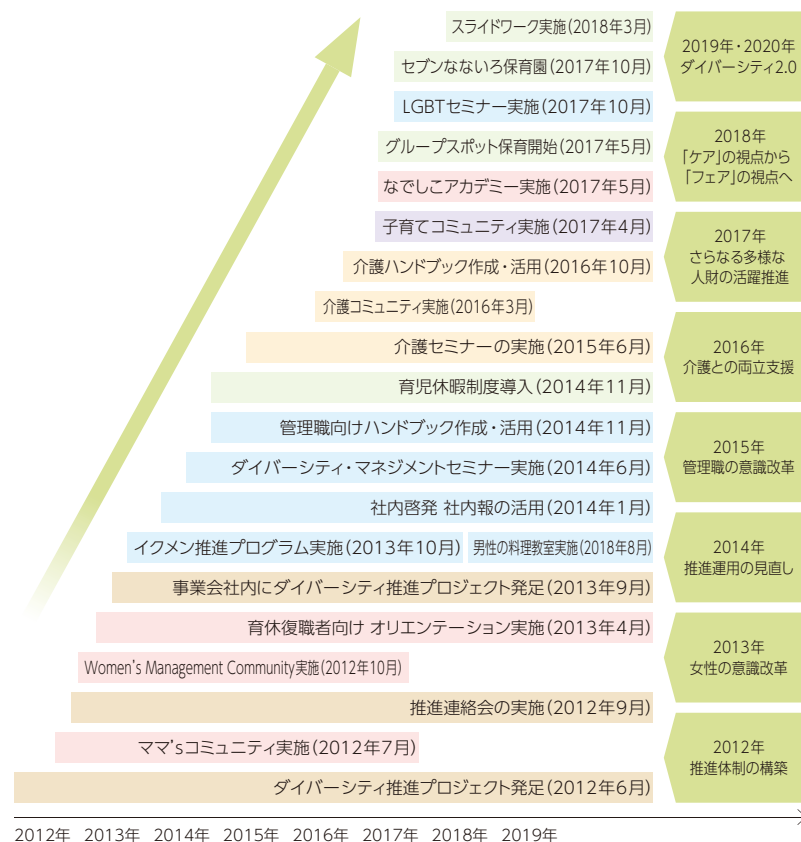 スライドワーク実施(2018年3月)
セブンなないろ保育園(2017年10月)
LGBTセミナー実施(2017年10月)
グループスポット保育開始(2017年5月)
なでしこアカデミー実施(2017年5月)
子育てコミュニティ実施(2017年4月)
介護ハンドブック作成・活用(2016年10月)
介護コミュニティ実施(2016年3月)
介護セミナーの実施(2015年6月)
育児休暇制度導入(2014年11月)
管理職向けハンドブック作成・活用(2014年11月)
ダイバーシティ・マネジメントセミナー実施(2014年6月)
社内啓発 社内報の活用(2014年1月)
イクメン推進プログラム実施(2013年10月) 男性の料理教室実施(2018年8月)
事業会社内にダイバーシティ推進プロジェクト発足(2013年9月)
育休復職者向け オリエンテーション実施(2013年4月)
Women's Management Community実施(2012年10月)
推進連絡会の実施(2012年9月)
ママ'sコミュニティ実施(2012年7月)
ダイバーシティ推進プロジェクト発足(2012年6月)
2019年・2020年
ダイバーシティ2.0
2018年
「ケア」の視点から
「フェア」の視点へ
2017年
さらなる多様な
人財の活躍推進
2016年
介護との両立支援
2015年
管理職の意識改革
2014年
推進運用の見直し
2013年
女性の意識改革
2012年
推進体制の構築
2012年 2013年 2014年 2015年 2016年 2017年 2018年 2019年